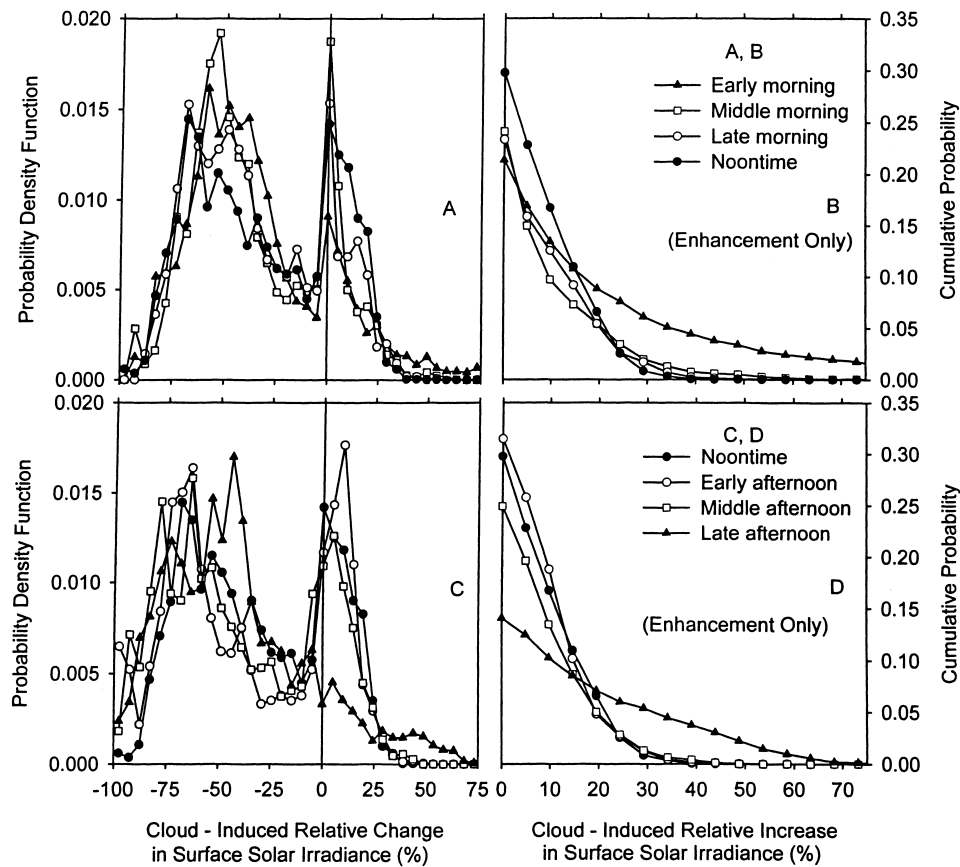 Probability Density Function
0.020
0.015
0.010
0.005
0.000
A
A, B
Early morning
Middle morning
Late morning
Noontime
B
(Enhancement Only)
0.35
0.30
0.25
0.20
0.15
0.10
0.05
0.00
Cumulative Probability
Probability Density Function
0.020
0.015
0.010
0.005
0.000
C
-100 -75 -50 -25 0 25 50 75
Cloud - Induced Relative Change
in Surface Solar Irradiance (%)
C, D
Noontime
Early afternoon
Middle afternoon
Late afternoon
D
(Enhancement Only)
0.35
0.30
0.25
0.20
0.15
0.10
0.05
0.00
Cumulative Probability
0 10 20 30 40 50 60 70
Cloud - Induced Relative Increase
in Surface Solar Irradiance (%)